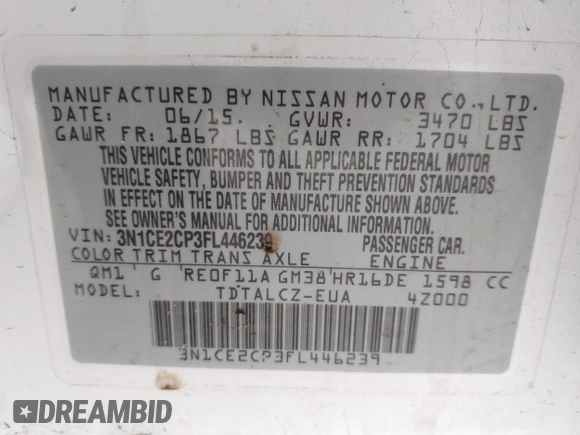 MANUFACTURED BY NISSAN MOTOR CO.,LTD.
DATE: 06/15. GVWR: 3470 LBS
GAWR FR: 1867 LBS GAWR RR: 1704 LBS
THIS VEHICLE CONFORMS TO ALL APPLICABLE FEDERAL MOTOR
VEHICLE SAFETY, BUMPER AND THEFT PREVENTION STANDARDS
IN EFFECT ON THE DATE OF MANUFACTURE SHOWN ABOVE.
SEE OWNER'S MANUAL FOR ADDITIONAL INFORMATION.
VIN: 3N1CE2CP3FL446239 PASSENGER CAR.
COLOR TRIM TRANS AXLE ENGINE
QM1 G RE0F11A GM38 HR16DE 1598 CC
MODEL: TDTALCZ-EUA 4Z000
3N1CE2CP3FL446239
DREAMBID